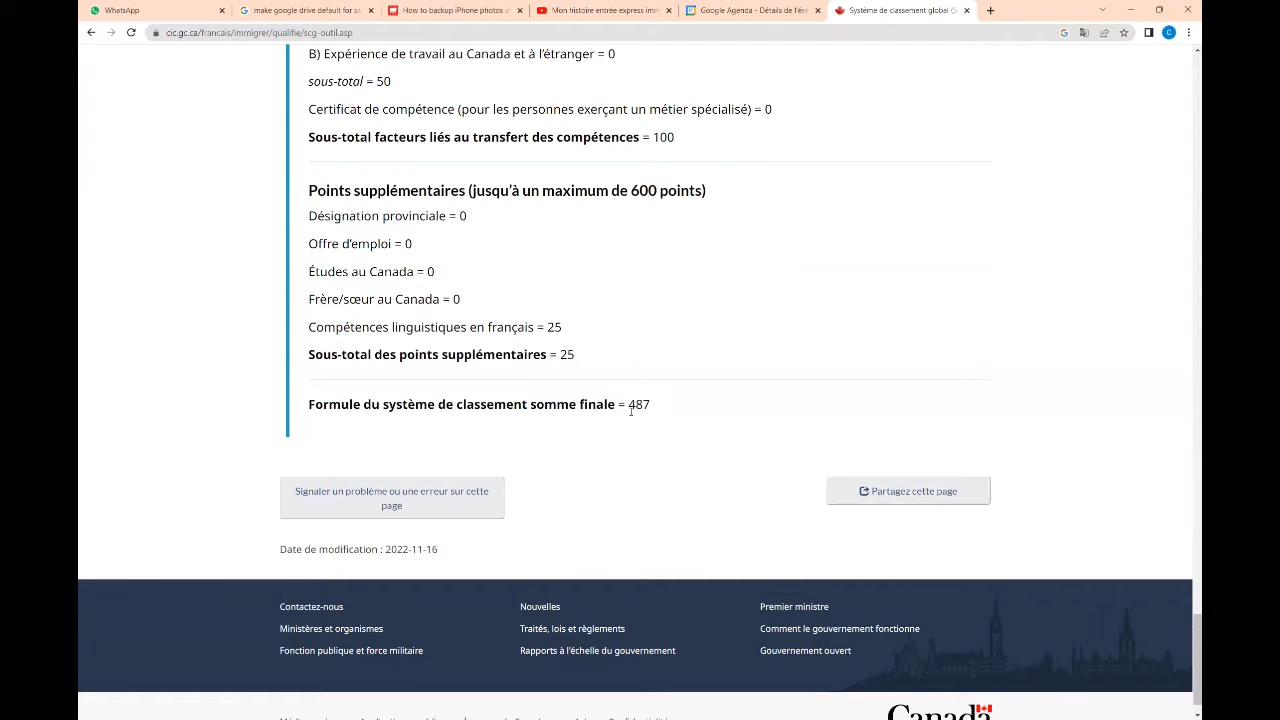 WhatsApp
make google drive default for sa
How to backup iPhone photos
Mon histoire entrée express imm
Google Agenda - Détails de l'éve
Système de classement global (S
cic.gc.ca/francais/immigrer/qualifie/scg-outil.asp
B) Expérience de travail au Canada et à l'étranger = 0
sous-total = 50
Certificat de compétence (pour les personnes exerçant un métier spécialisé) = 0
Sous-total facteurs liés au transfert des compétences = 100
Points supplémentaires (jusqu'à un maximum de 600 points)
Désignation provinciale = 0
Offre d'emploi = 0
Études au Canada = 0
Frère/sœur au Canada = 0
Compétences linguistiques en français = 25
Sous-total des points supplémentaires = 25
Formule du système de classement somme finale = 487
Signaler un problème ou une erreur sur cette
page
Partagez cette page
Date de modification : 2022-11-16
Contactez-nous
Nouvelles
Premier ministre
Ministères et organismes
Traités, lois et règlements
Comment le gouvernement fonctionne
Fonction publique et force militaire
Rapports à l'échelle du gouvernement
Gouvernement ouvert
Canada